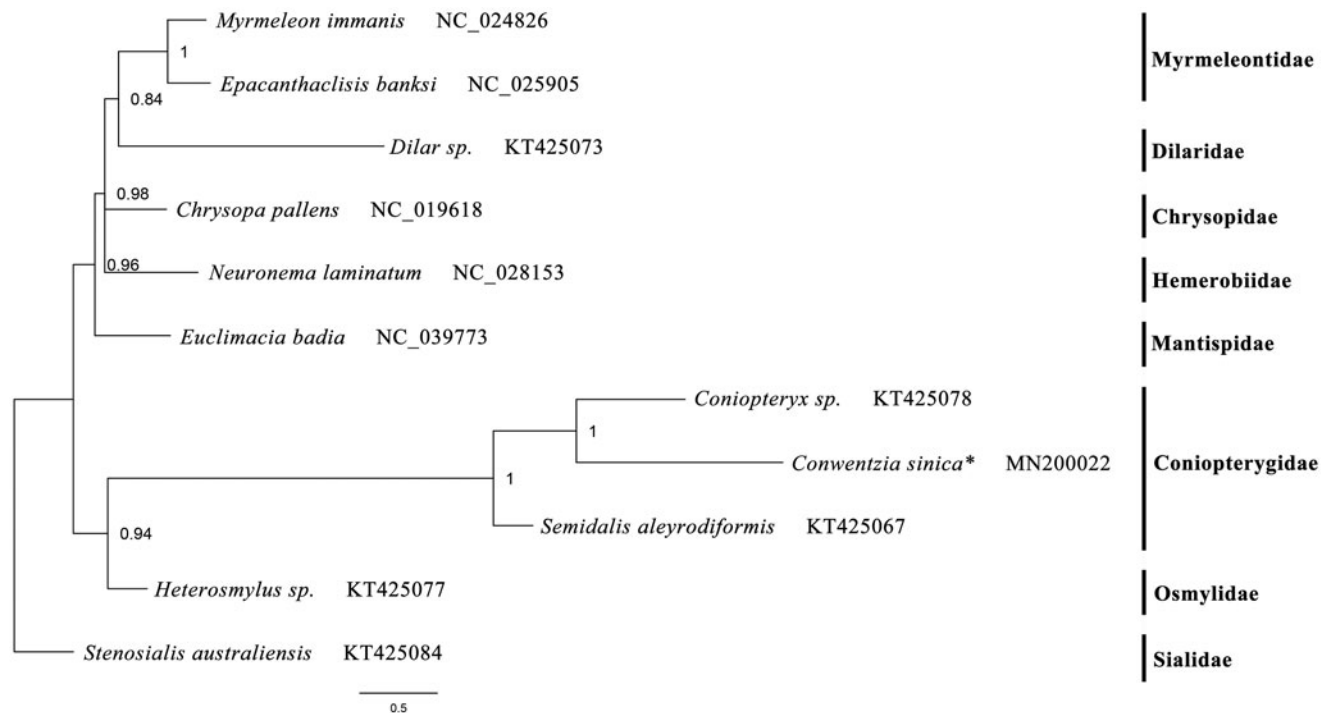 Myrmeleon immanis NC_024826
1
Myrmeleontidae
Epacanthaclisis banksi NC_025905
0.84
Dilar sp. KT425073
Dilaridae
0.98
Chrysopa pallens NC_019618
Chrysopidae
0.96
Neuronema laminatum NC_028153
Hemerobiidae
Euclimacia badia NC_039773
Mantispidae
Coniopteryx sp. KT425078
1
Conwentzia sinica* MN200022
Coniopterygidae
1
Semidalis aleyrodiformis KT425067
0.94
Heterosmylus sp. KT425077
Osmylidae
Stenosialis australiensis KT425084
Sialidae
0.5